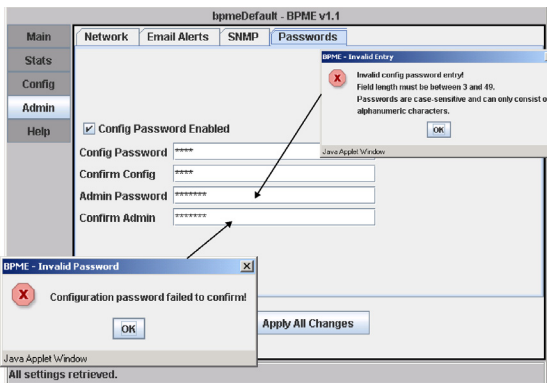 bpmeDefault - BPME v1.1
Main
Stats
Config
Admin
Help
Network Email Alerts SNMP Passwords
BPME - Invalid Entry
Invalid config password entry!
Field length must be between 3 and 49.
Passwords are case-sensitive and can only consist o
alphanumeric characters.
OK
Java Applet Window
Config Password Enabled
Config Password ****
Confirm Config ****
Admin Password *******
Confirm Admin *******
BPME - Invalid Password
Configuration password failed to confirm!
OK
Java Applet Window
Apply All Changes
All settings retrieved.